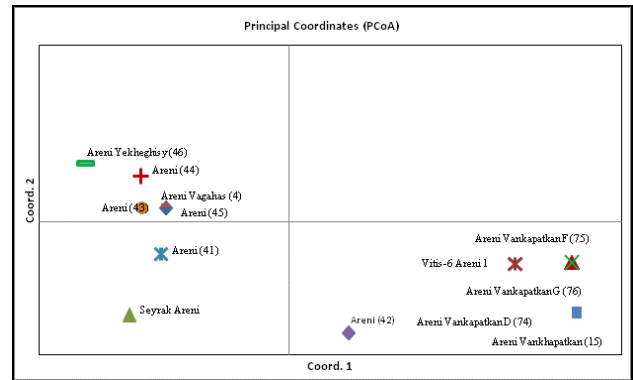 Principal Coordinates (PCoA)
Areni Yekheghisy (46)
Areni (44)
Areni Vagahas (4)
Areni (43)
Areni (45)
Coord. 2
Areni VankapatkanF (75)
Areni (41)
Vitis-6 Areni 1
Areni VankapatkanG (76)
Seyrak Areni
Areni (42)
Areni VankapatkanD (74)
Areni Vankhapatkan (15)
Coord. 1